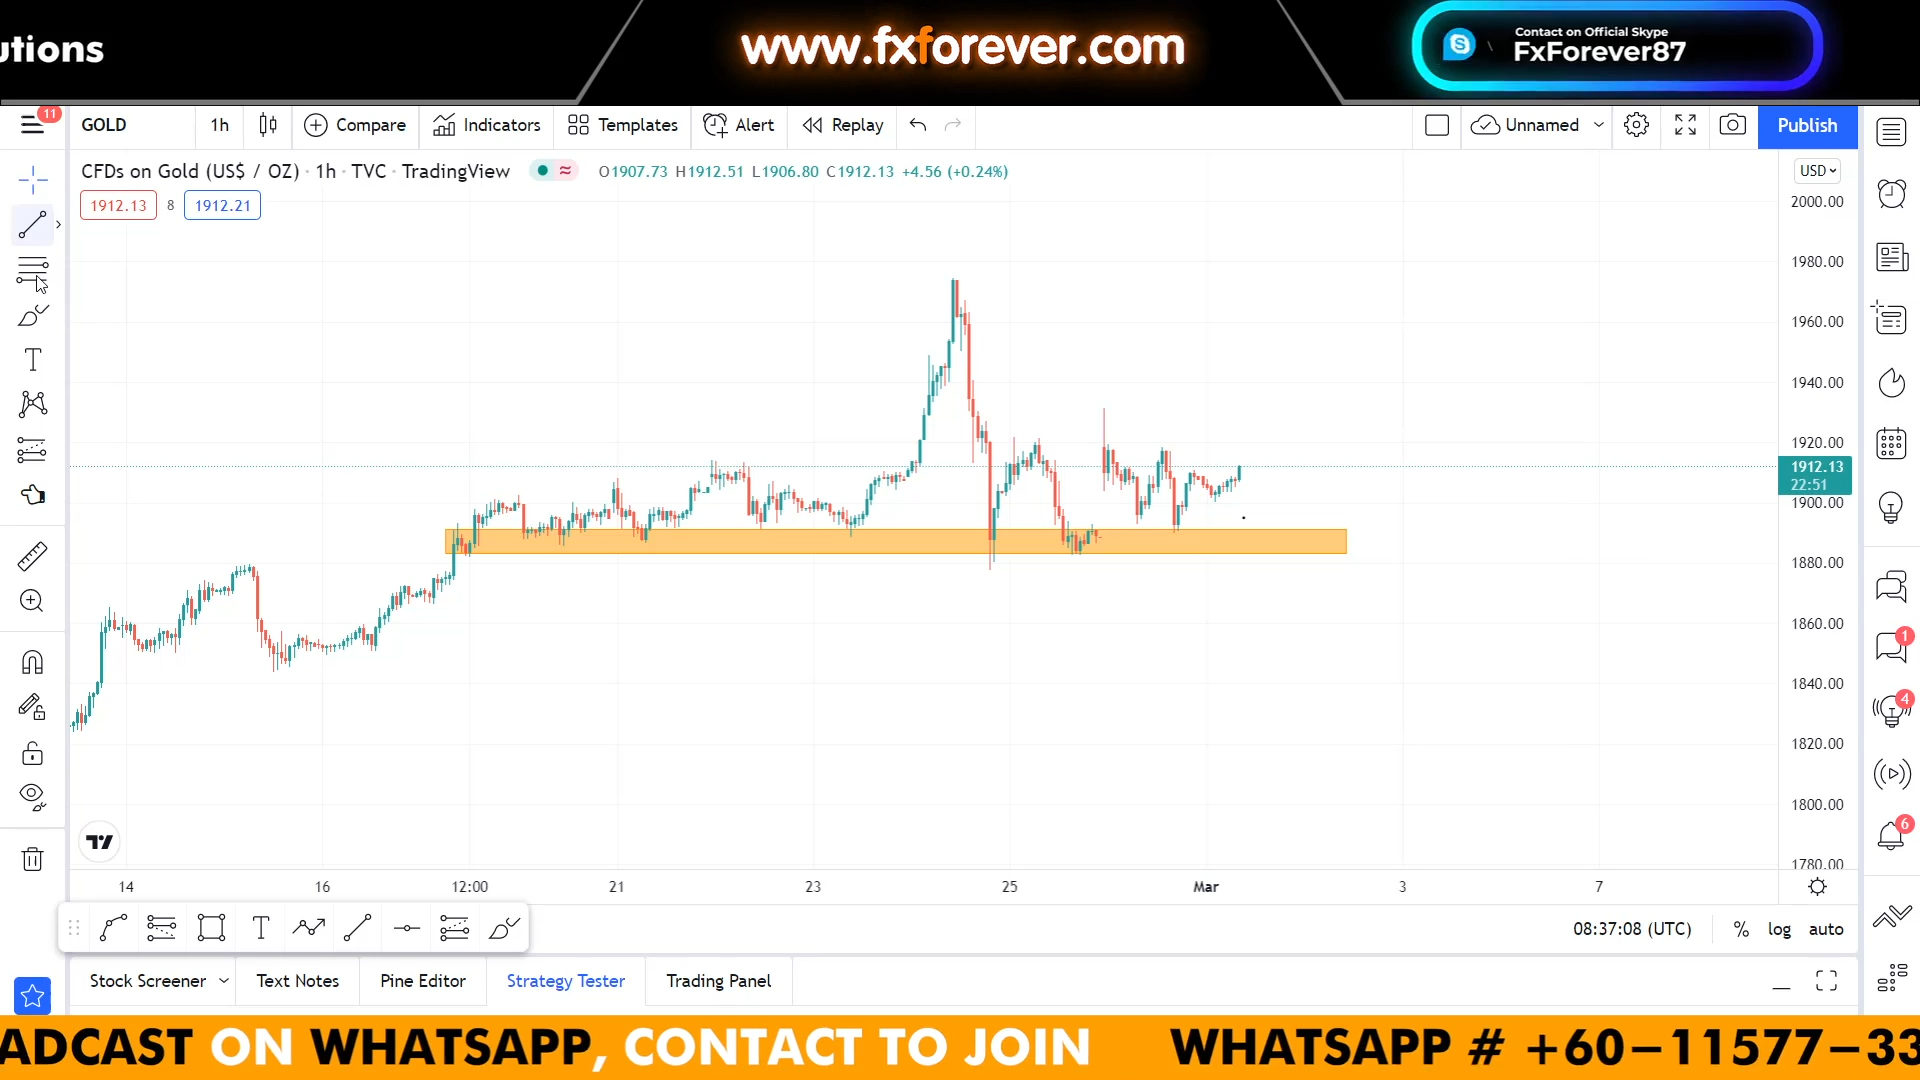 utions
www.fxforever.com
Contact on Official Skype
FxForever87
11
GOLD
1h
Compare
Indicators
Templates
Alert
Replay
Unnamed
Publish
CFDs on Gold (US$ / OZ) · 1h · TVC · TradingView
O1907.73 H1912.51 L1906.80 C1912.13 +4.56 (+0.24%)
1912.13
8
1912.21
USD
2000.00
1980.00
1960.00
1940.00
1920.00
1912.13
22:51
1900.00
1880.00
1860.00
1840.00
1820.00
1800.00
1780.00
1
4
6
14
16
12:00
21
23
25
Mar
3
7
08:37:08 (UTC)
%
log
auto
Stock Screener
Text Notes
Pine Editor
Strategy Tester
Trading Panel
ADCAST ON WHATSAPP, CONTACT TO JOIN
WHATSAPP # +60-11577-33